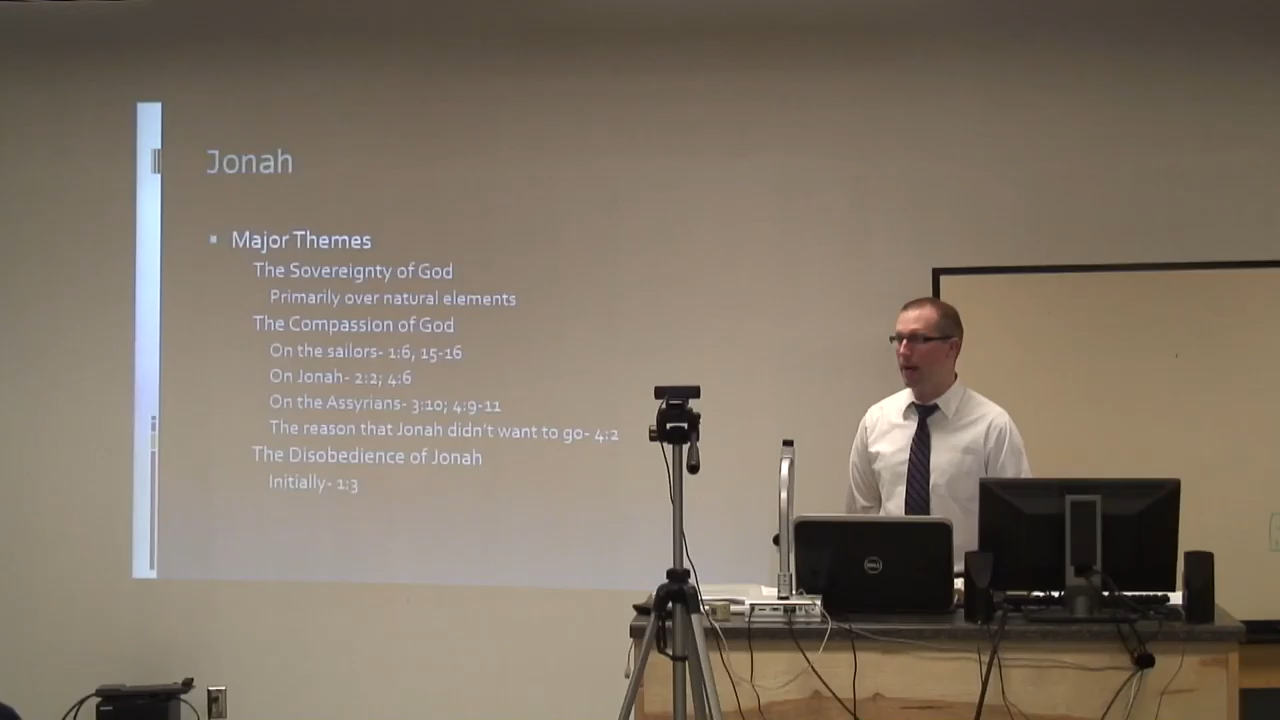 Jonah
Major Themes
The Sovereignty of God
Primarily over natural elements
The Compassion of God
On the sailors- 1:6, 15-16
On Jonah- 2:2; 4:6
On the Assyrians- 3:10; 4:9-11
The reason that Jonah didn't want to go- 4:2
The Disobedience of Jonah
Initially- 1:3
DELL